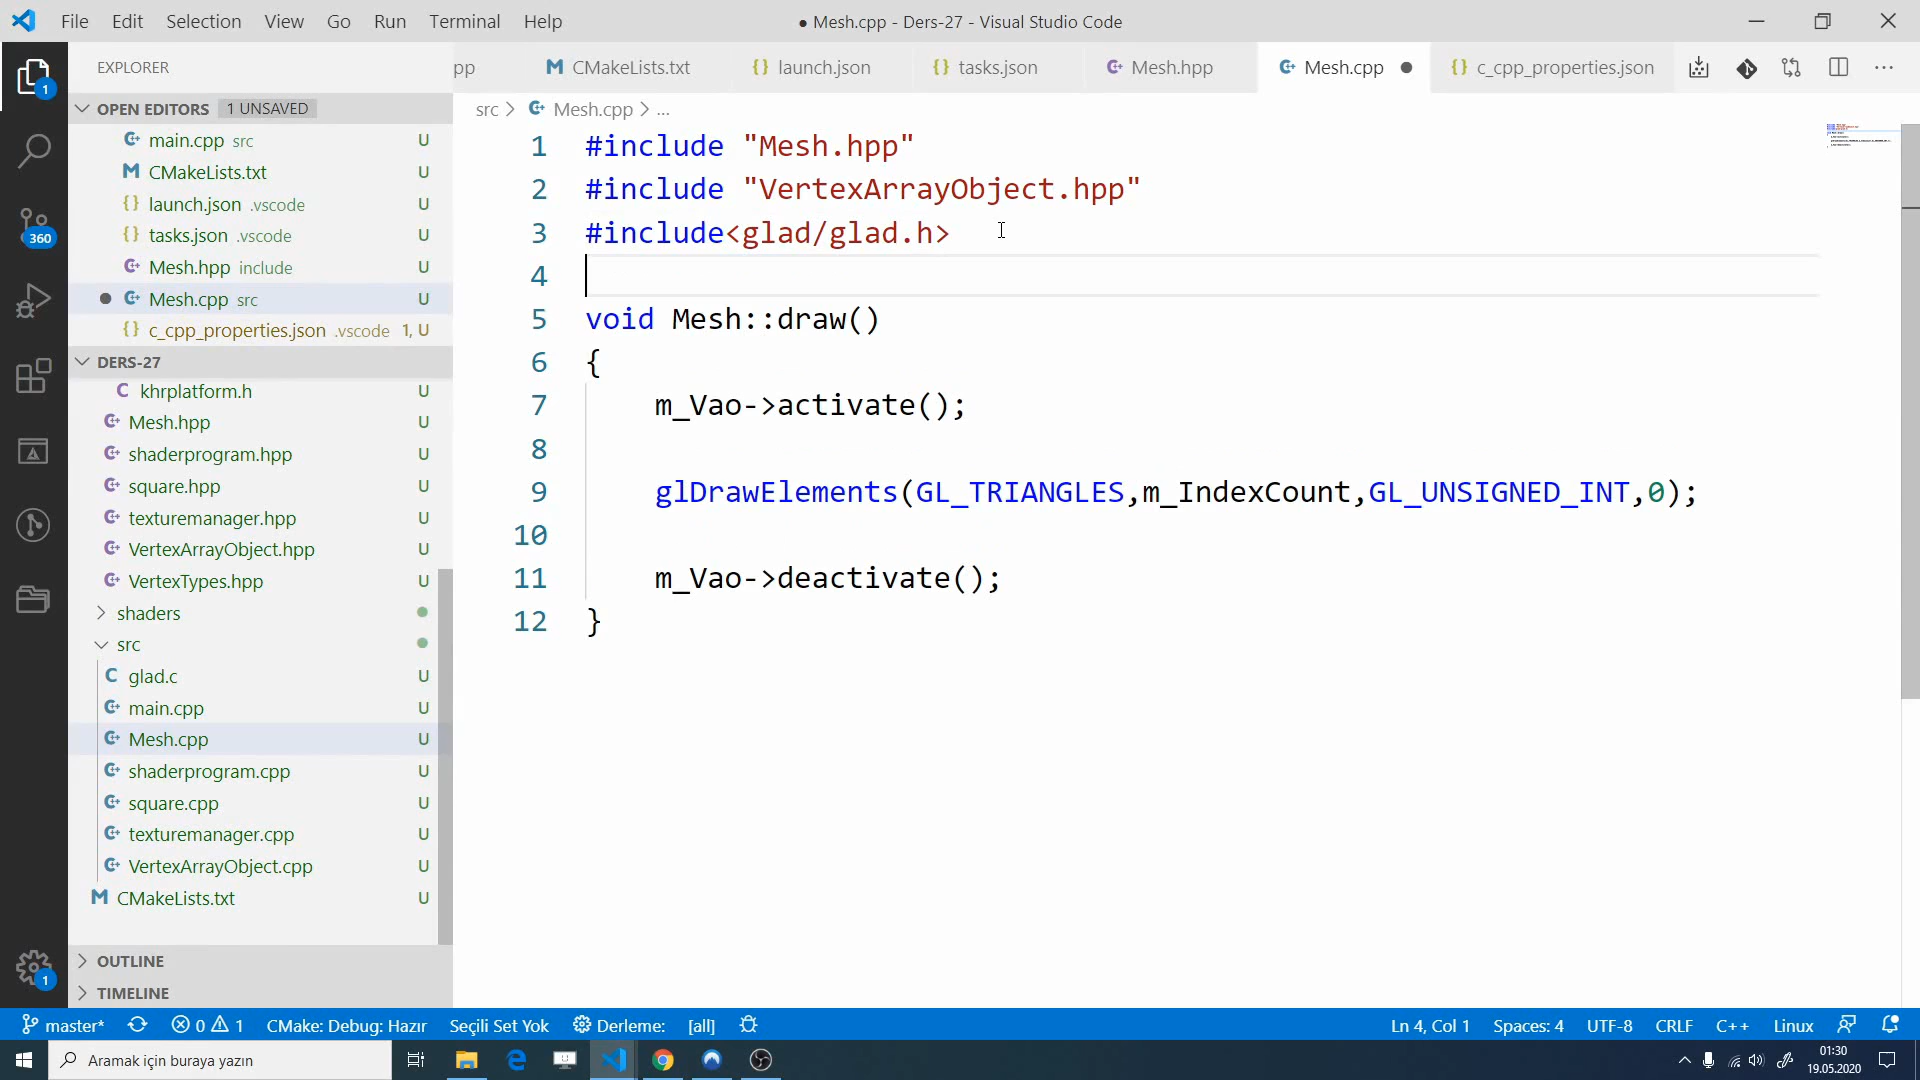 File Edit Selection View Go Run Terminal Help
● Mesh.cpp - Ders-27 - Visual Studio Code
EXPLORER
OPEN EDITORS 1 UNSAVED
main.cpp src U
CMakeLists.txt U
launch.json .vscode U
tasks.json .vscode U
Mesh.hpp include U
Mesh.cpp src U
c_cpp_properties.json .vscode 1, U
DERS-27
khrplatform.h U
Mesh.hpp U
shaderprogram.hpp U
square.hpp U
texturemanager.hpp U
VertexArrayObject.hpp U
VertexTypes.hpp U
shaders
src
glad.c U
main.cpp U
Mesh.cpp U
shaderprogram.cpp U
square.cpp U
texturemanager.cpp U
VertexArrayObject.cpp U
CMakeLists.txt U
OUTLINE
TIMELINE
1
360
1
pp CMakeLists.txt launch.json tasks.json Mesh.hpp Mesh.cpp ● c_cpp_properties.json ...
src > Mesh.cpp > ...
1 #include "Mesh.hpp"
2 #include "VertexArrayObject.hpp"
3 #include<glad/glad.h>
4
5 void Mesh::draw()
6 {
7 m_Vao->activate();
8
9 glDrawElements(GL_TRIANGLES,m_IndexCount,GL_UNSIGNED_INT,0);
10
11 m_Vao->deactivate();
12 }
master* 0 1 CMake: Debug: Hazır Seçili Set Yok Derleme: [all] Ln 4, Col 1 Spaces: 4 UTF-8 CRLF C++ Linux
Aramak için buraya yazın
01:30
19.05.2020